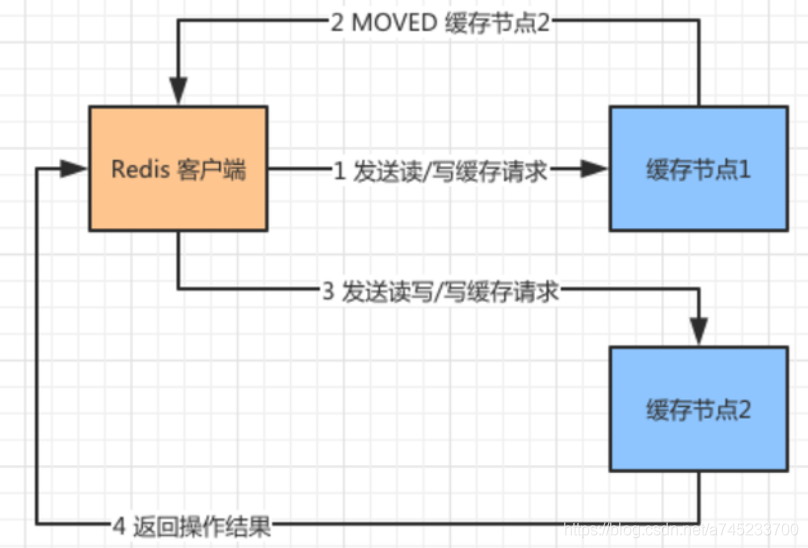 2 MOVED 缓存节点2
Redis 客户端
1 发送读/写缓存请求
缓存节点1
3 发送读写/写缓存请求
缓存节点2
4 返回操作结果
https://blog.csdn.net/a745233700